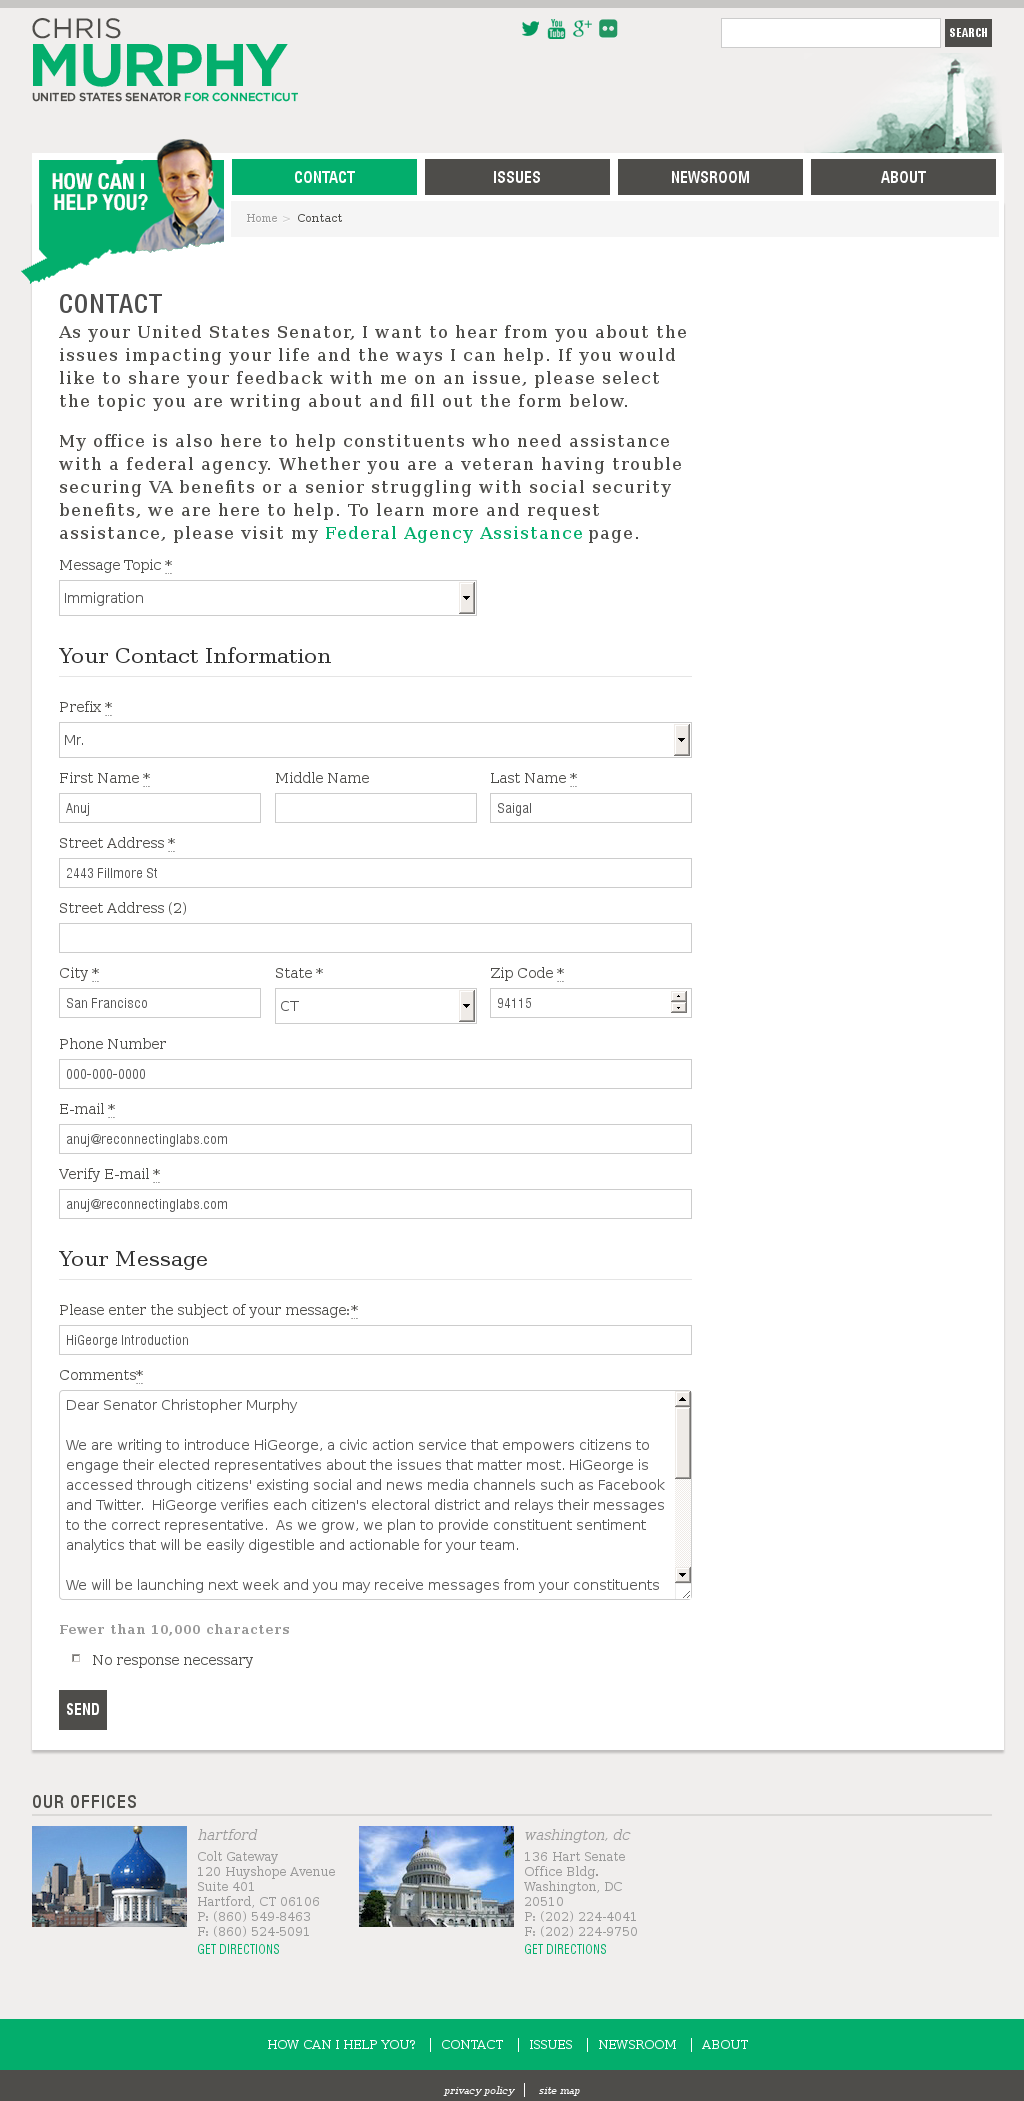 CHRIS
MURPHY
UNITED STATES SENATOR FOR CONNECTICUT
You
Tube
g+
SEARCH
HOW CAN I
HELP YOU?
CONTACT
ISSUES
NEWSROOM
ABOUT
Home > Contact
CONTACT
As your United States Senator, I want to hear from you about the
issues impacting your life and the ways I can help. If you would
like to share your feedback with me on an issue, please select
the topic you are writing about and fill out the form below.
My office is also here to help constituents who need assistance
with a federal agency. Whether you are a veteran having trouble
securing VA benefits or a senior struggling with social security
benefits, we are here to help. To learn more and request
assistance, please visit my Federal Agency Assistance page.
Message Topic *
Immigration
Your Contact Information
Prefix *
Mr.
First Name *
Middle Name
Last Name *
Anuj
Saigal
Street Address *
2443 Fillmore St
Street Address (2)
City *
State *
Zip Code *
San Francisco
CT
94115
Phone Number
000-000-0000
E-mail *
anuj@reconnectinglabs.com
Verify E-mail *
anuj@reconnectinglabs.com
Your Message
Please enter the subject of your message:*
HiGeorge Introduction
Comments*
Dear Senator Christopher Murphy
We are writing to introduce HiGeorge, a civic action service that empowers citizens to
engage their elected representatives about the issues that matter most. HiGeorge is
accessed through citizens' existing social and news media channels such as Facebook
and Twitter.  HiGeorge verifies each citizen's electoral district and relays their messages
to the correct representative.  As we grow, we plan to provide constituent sentiment
analytics that will be easily digestible and actionable for your team.
We will be launching next week and you may receive messages from your constituents
Fewer than 10,000 characters
No response necessary
SEND
OUR OFFICES
hartford
Colt Gateway
120 Huyshope Avenue
Suite 401
Hartford, CT 06106
P: (860) 549-8463
F: (860) 524-5091
GET DIRECTIONS
washington, dc
136 Hart Senate
Office Bldg.
Washington, DC
20510
P: (202) 224-4041
F: (202) 224-9750
GET DIRECTIONS
HOW CAN I HELP YOU? | CONTACT | ISSUES | NEWSROOM | ABOUT
privacy policy | site map